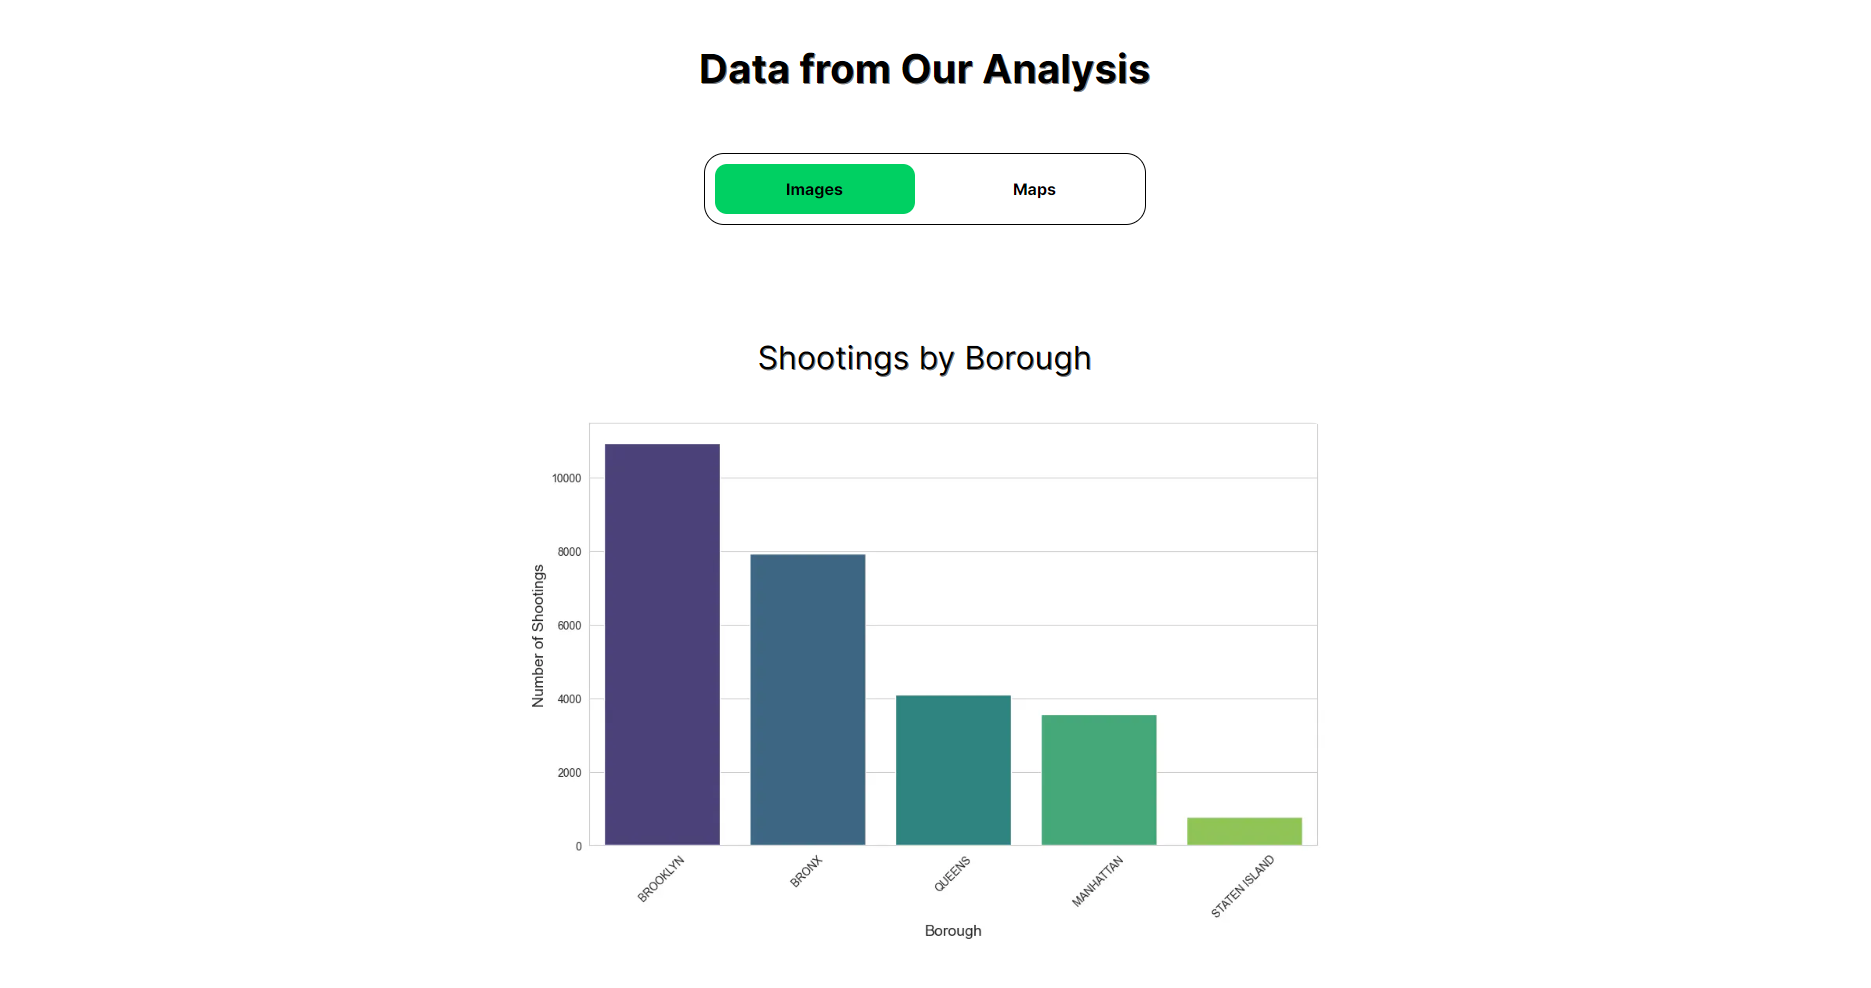 Data from Our Analysis
Images Maps
Shootings by Borough
10000
8000
6000
4000
2000
0
Number of Shootings
BROOKLYN BRONX QUEENS MANHATTAN STATEN ISLAND
Borough